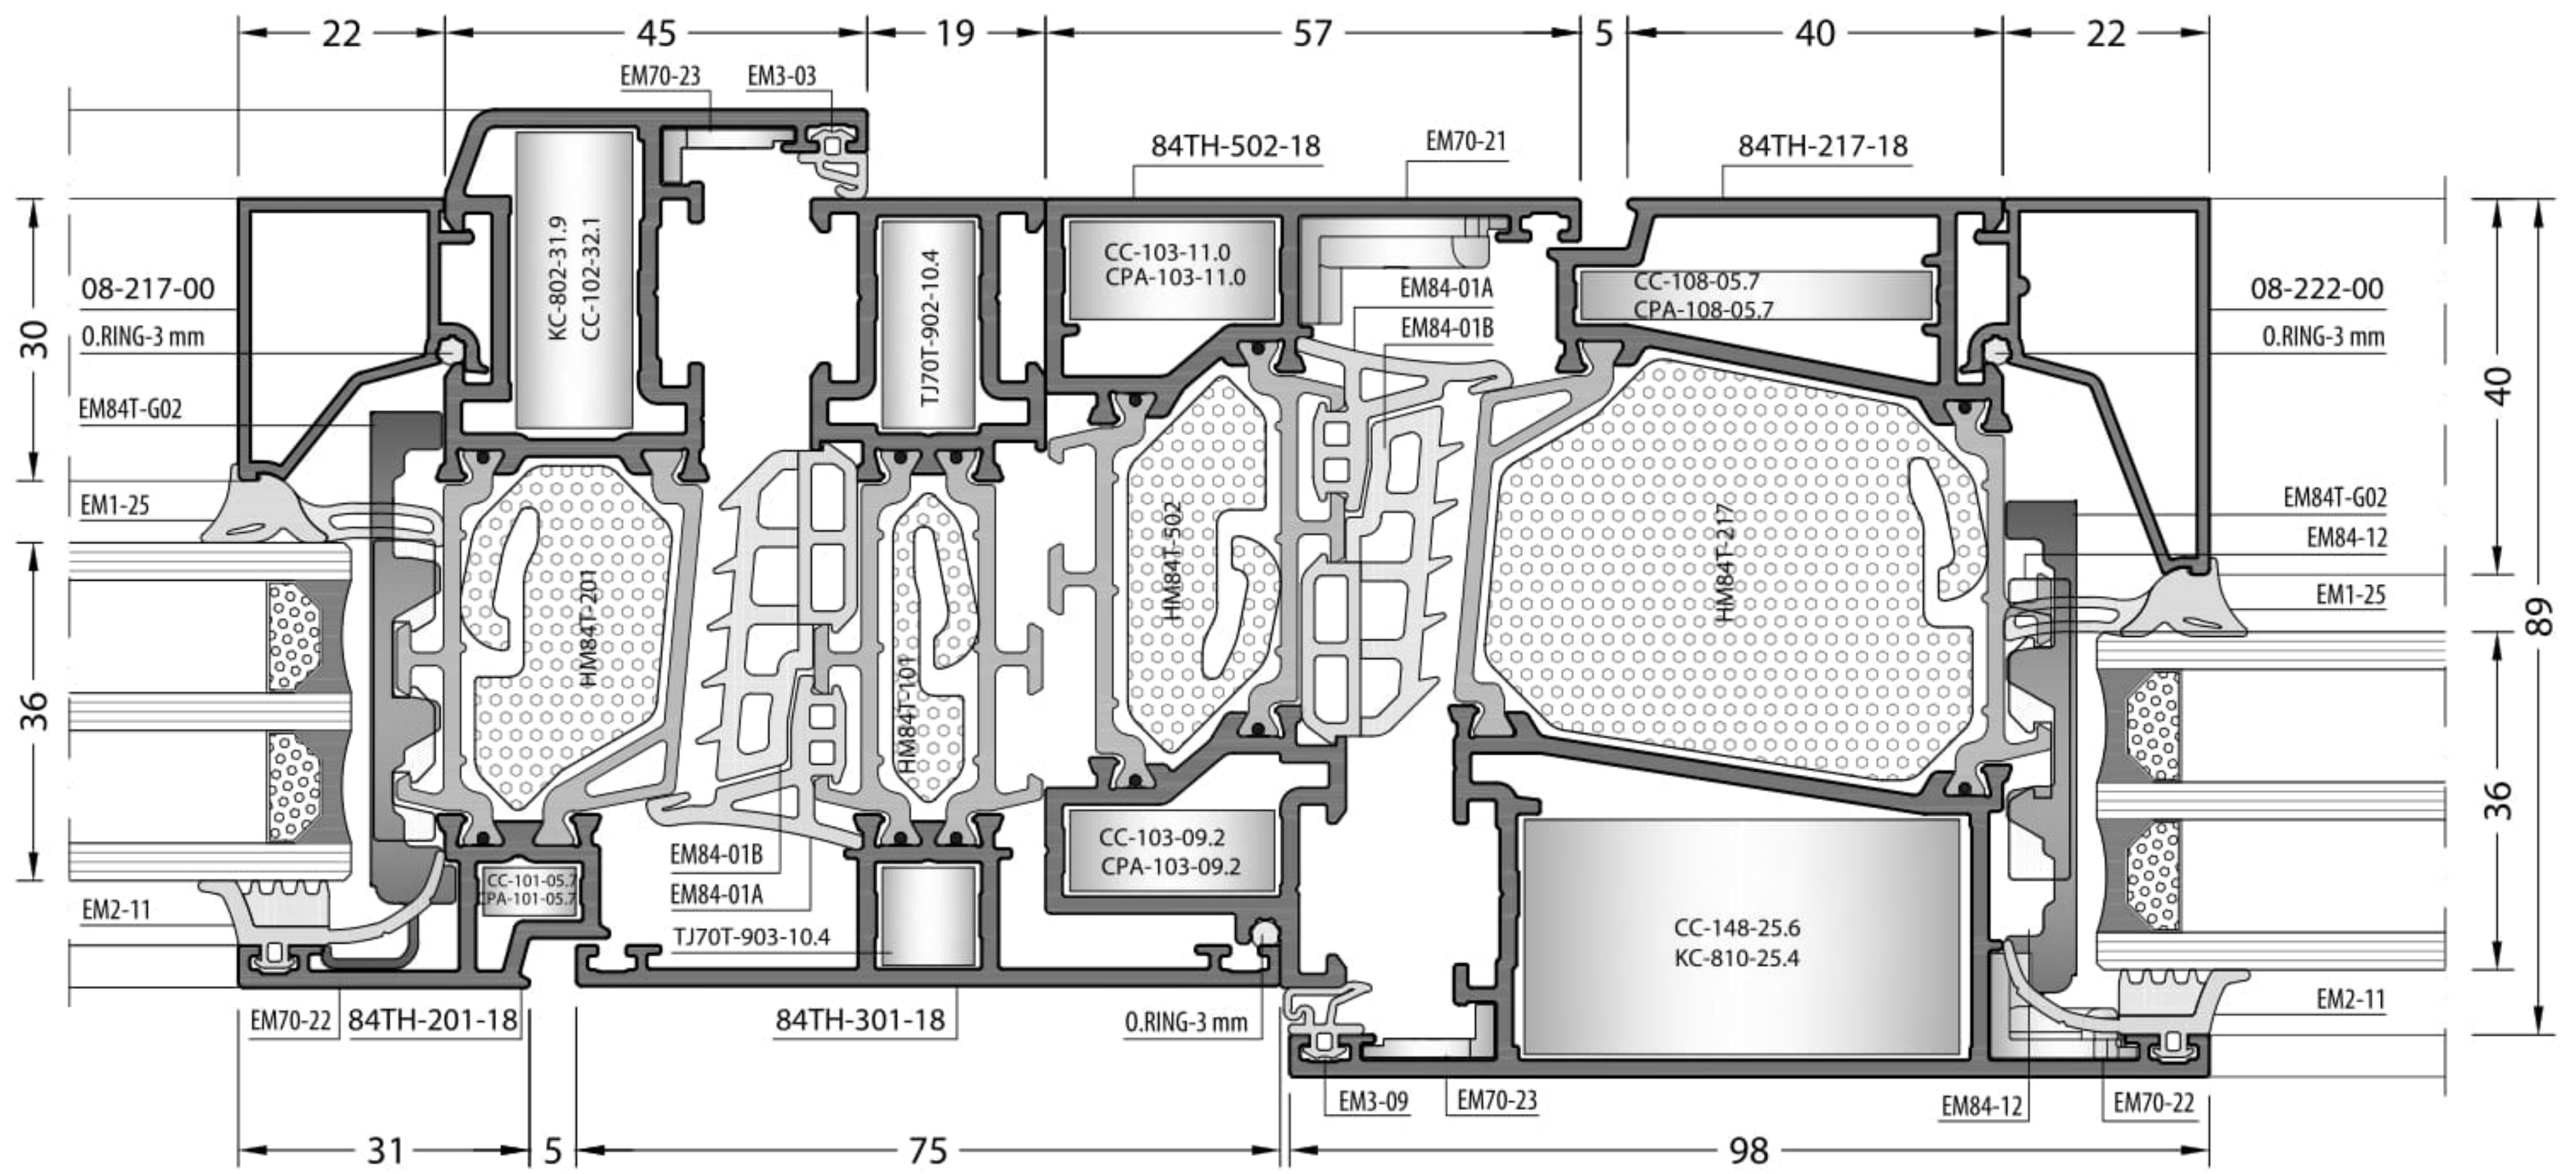 22
45
19
57
5
40
22
EM70-23
EM3-03
84TH-502-18
EM70-21
84TH-217-18
KC-802-31.9
CC-102-32.1
TJ70T-902-10.4
CC-103-11.0
CPA-103-11.0
EM84-01A
EM84-01B
CC-108-05.7
CPA-108-05.7
08-217-00
O.RING-3 mm
30
EM84T-G02
EM1-25
36
EM2-11
08-222-00
O.RING-3 mm
40
EM84T-G02
EM84-12
EM1-25
89
36
EM2-11
HM84T-201
HM84T-101
HM84T-502
HM84T-217
CC-101-05.7
CPA-101-05.7
EM84-01B
EM84-01A
TJ70T-903-10.4
CC-103-09.2
CPA-103-09.2
CC-148-25.6
KC-810-25.4
EM70-22
84TH-201-18
84TH-301-18
O.RING-3 mm
EM3-09
EM70-23
EM84-12
EM70-22
31
5
75
98